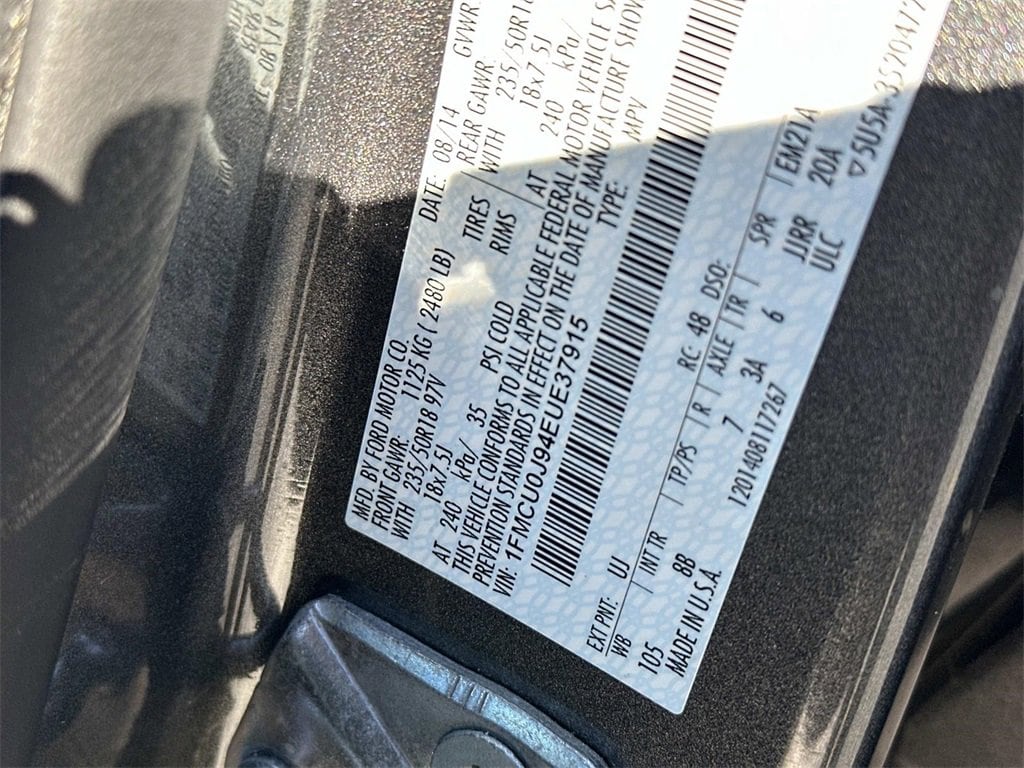 MFD. BY FORD MOTOR CO. DATE: 08/14 GVWR
FRONT GAWR: 1125 KG ( 2480 LB) REAR GAWR
WITH 235/50R18 97V TIRES WITH 235/50R1
18x7.5J RIMS 18x7.5J
AT 240 kPa/ 35 PSI COLD AT 240 kPa/
THIS VEHICLE CONFORMS TO ALL APPLICABLE FEDERAL MOTOR VEHICLE SA
PREVENTION STANDARDS IN EFFECT ON THE DATE OF MANUFACTURE SHOW
VIN: 1FMCU0J94EUE37915 TYPE: MPV
EXT PNT: UJ RC: 48 DSO:
WB / INT TR / TP/PS / R / AXLE / TR / SPR / EM21A
105 8B 7 3A 6 JJRR 20A
MADE IN U.S.A. 1201408117267 ULC ▽5U5A-3520472